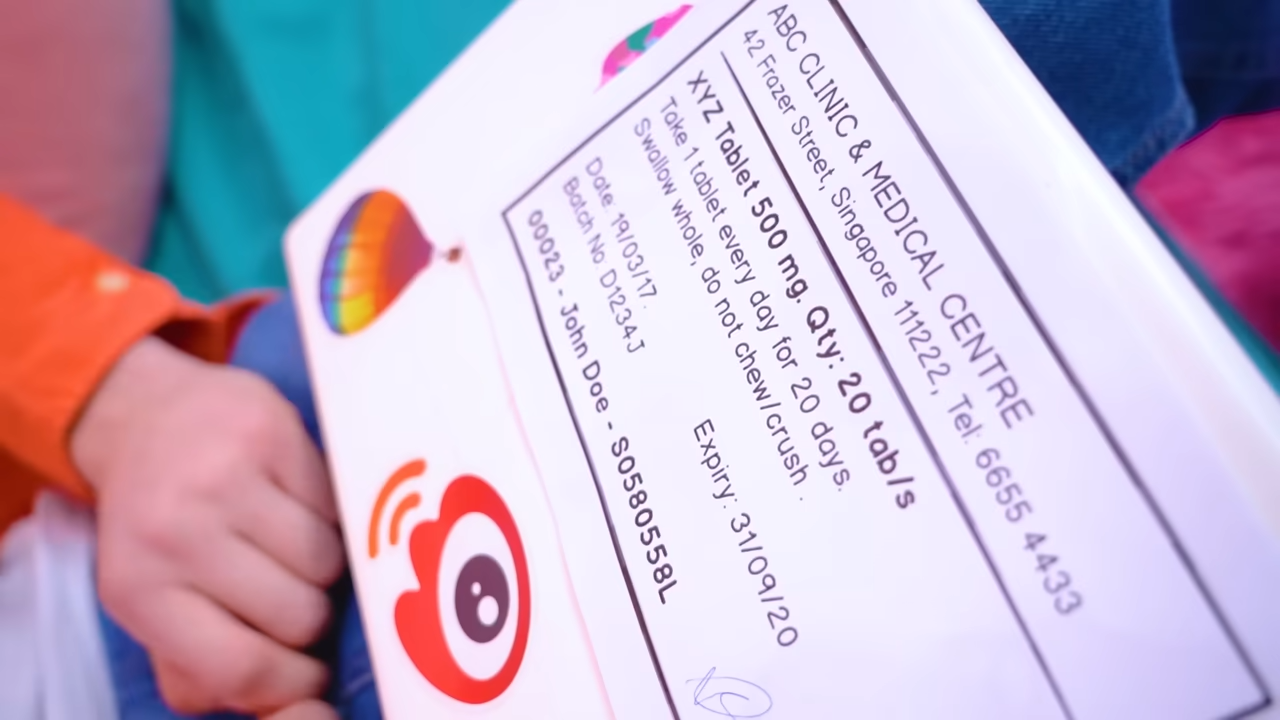 ABC CLINIC & MEDICAL CENTRE
42 Frazer Street, Singapore 111222, Tel: 6655 4433
XYZ Tablet 500 mg. Qty: 20 tab/s
Take 1 tablet every day for 20 days.
Swallow whole, do not chew/crush.
Date: 19/03/17. Expiry: 31/09/20
Batch No. D1234J
00023 - John Doe - S0580558L